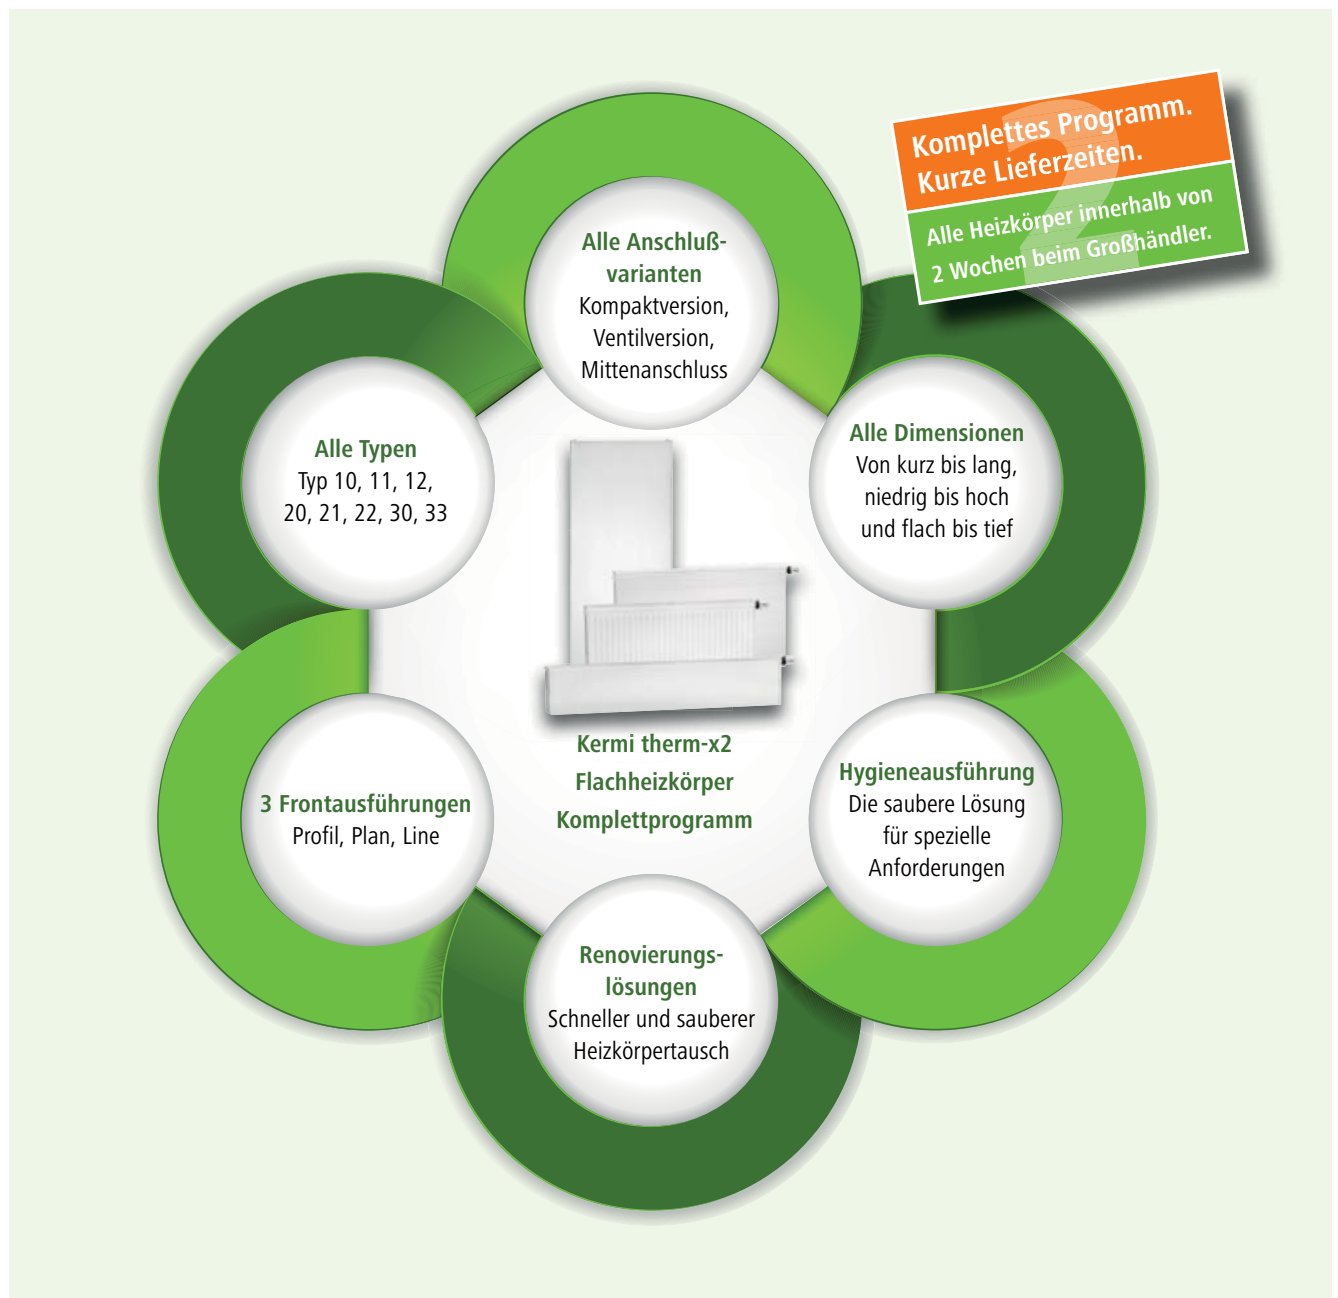 Komplettes Programm.
Kurze Lieferzeiten.
2
Alle Heizkörper innerhalb von
2 Wochen beim Großhändler.
Alle Anschluß-
varianten
Kompaktversion,
Ventilversion,
Mittenanschluss
Alle Typen
Typ 10, 11, 12,
20, 21, 22, 30, 33
Alle Dimensionen
Von kurz bis lang,
niedrig bis hoch
und flach bis tief
Kermi therm-x2
Flachheizkörper
Komplettprogramm
3 Frontausführungen
Profil, Plan, Line
Hygieneausführung
Die saubere Lösung
für spezielle
Anforderungen
Renovierungs-
lösungen
Schneller und sauberer
Heizkörpertausch